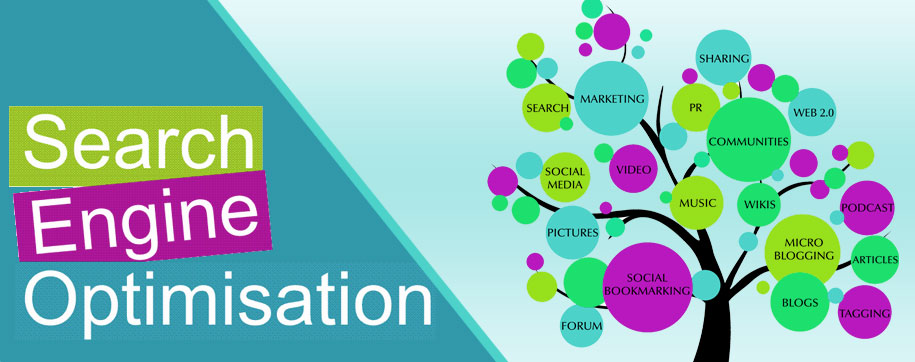 Search
Engine
Optimisation
SHARING
SEARCH
MARKETING
PR
WEB 2.0
COMMUNITIES
SOCIAL
MEDIA
VIDEO
MUSIC
WIKIS
PODCAST
PICTURES
MICRO
BLOGGING
ARTICLES
SOCIAL
BOOKMARKING
BLOGS
TAGGING
FORUM